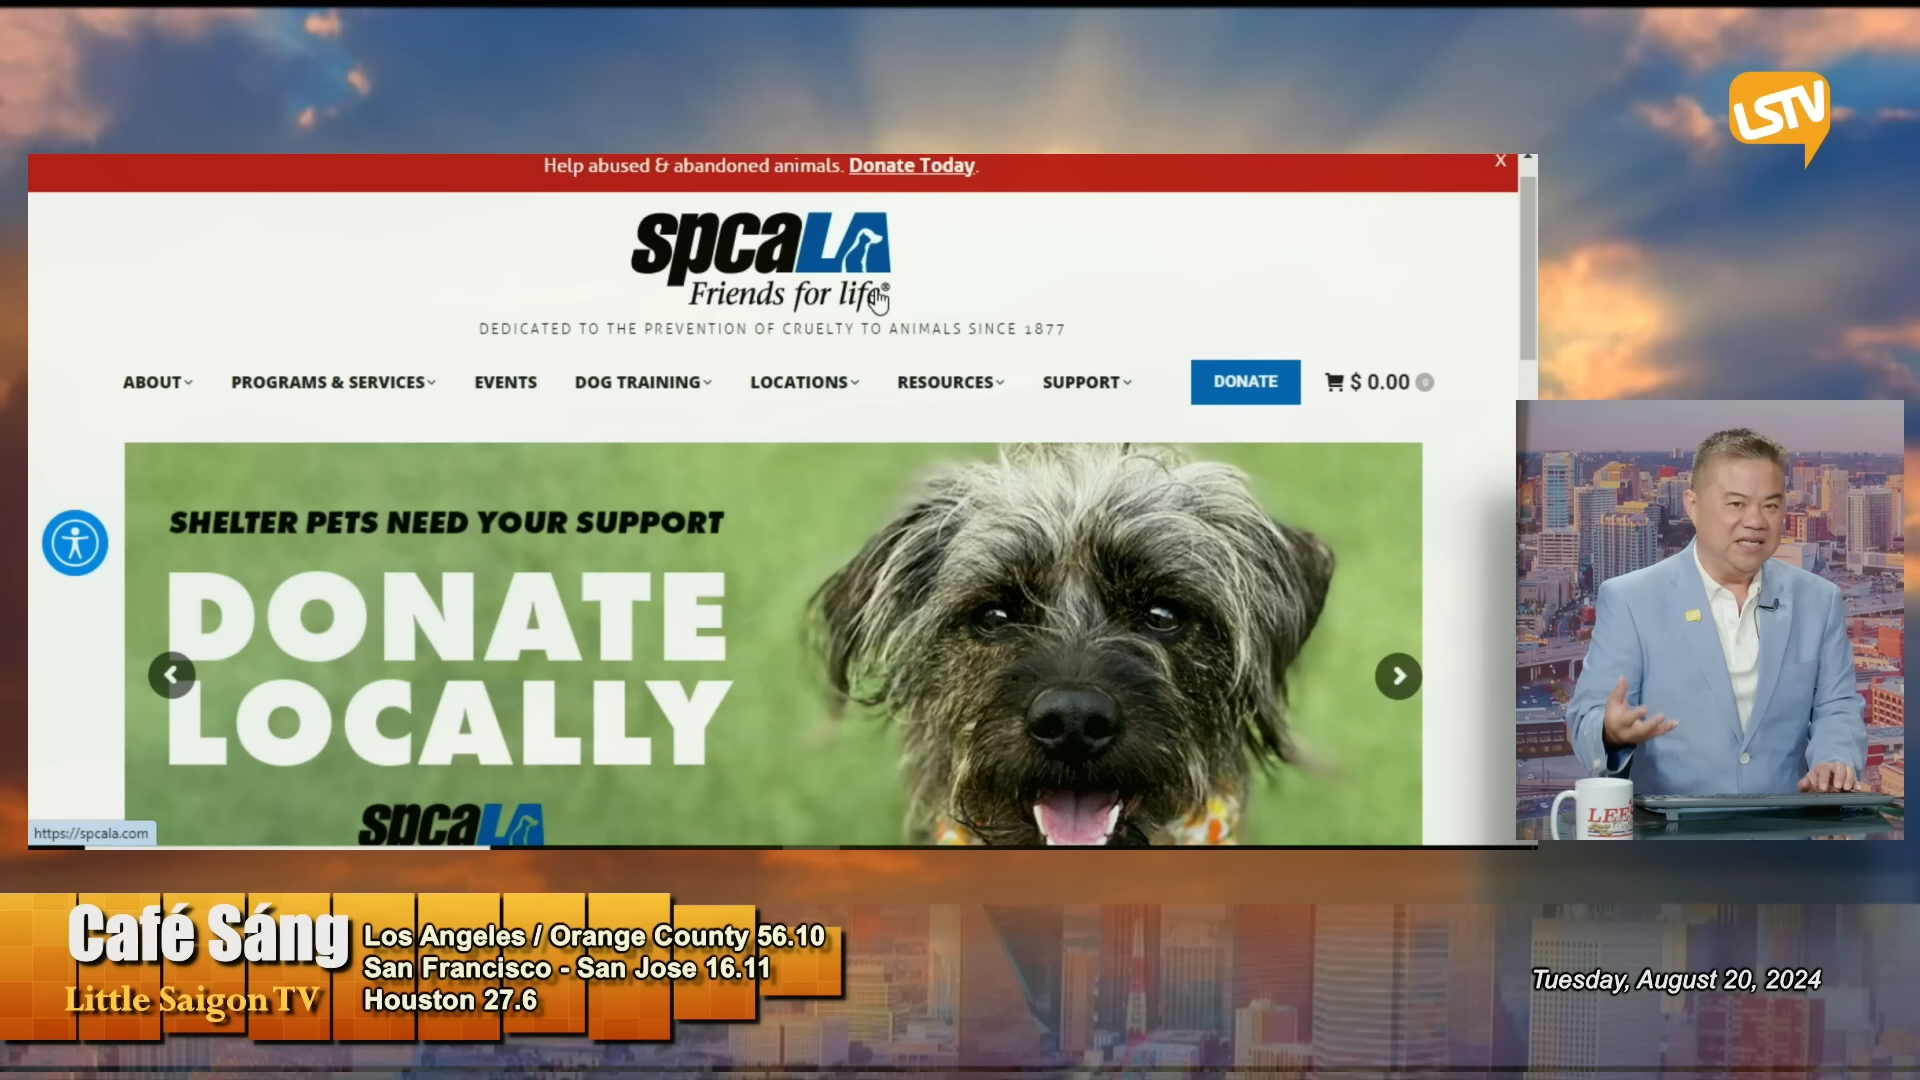 LSTV
Help abused & abandoned animals. Donate Today.
X
spcaLA
Friends for life®
DEDICATED TO THE PREVENTION OF CRUELTY TO ANIMALS SINCE 1877
ABOUT PROGRAMS & SERVICES EVENTS DOG TRAINING LOCATIONS RESOURCES SUPPORT DONATE $ 0.00 0
SHELTER PETS NEED YOUR SUPPORT
DONATE
LOCALLY
spcaLA
https://spcala.com
LEE'S
Café Sáng
Little Saigon TV
Los Angeles / Orange County 56.10
San Francisco - San Jose 16.11
Houston 27.6
Tuesday, August 20, 2024